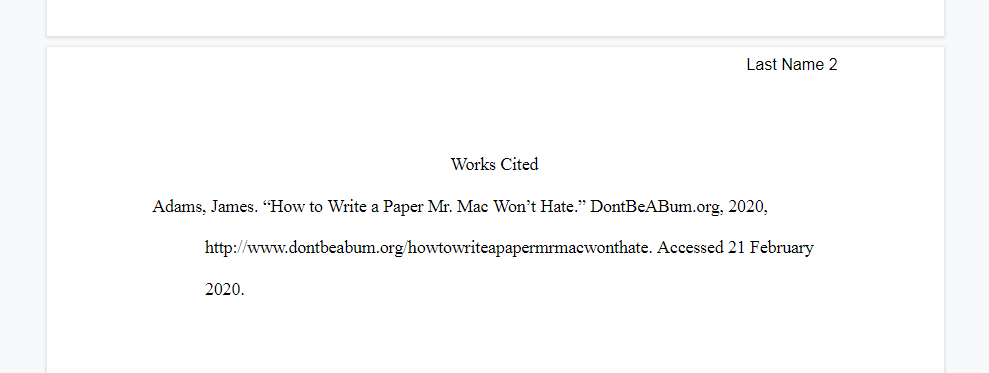 Last Name 2
Works Cited
Adams, James. “How to Write a Paper Mr. Mac Won’t Hate.” DontBeABum.org, 2020,
http://www.dontbeabum.org/howtowriteapapermrmacwonthate. Accessed 21 February
2020.